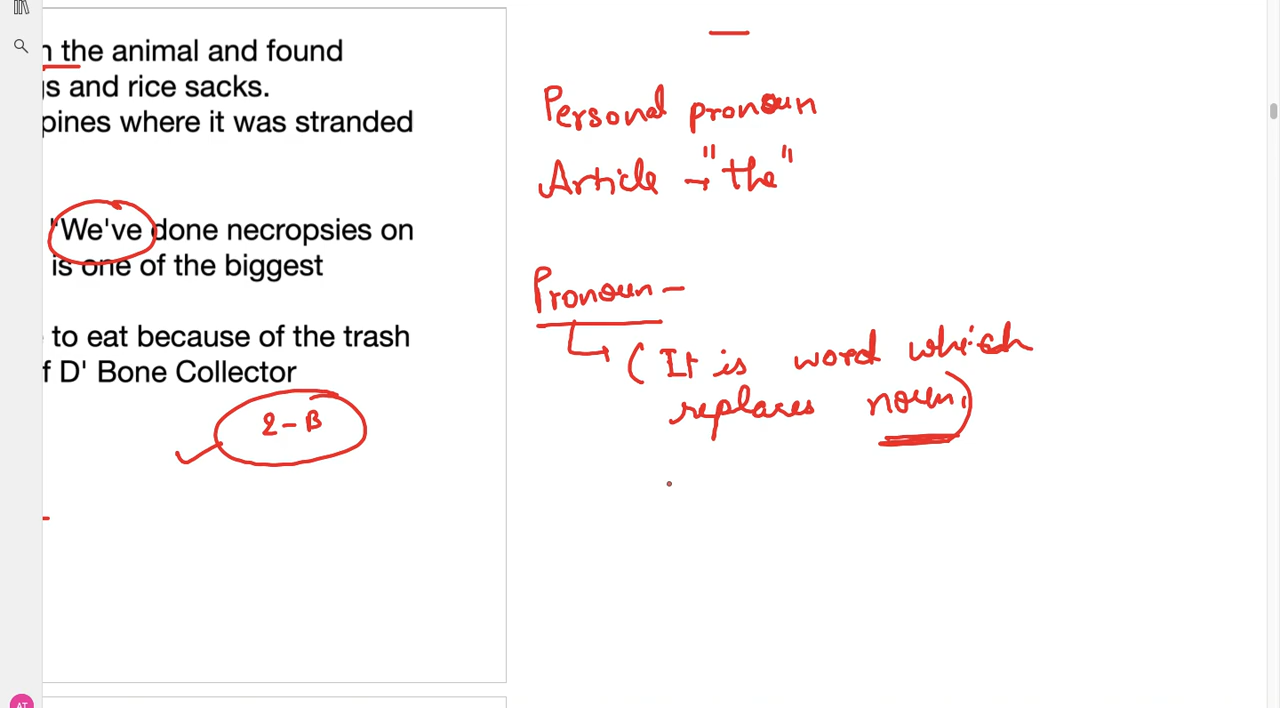 n the animal and found
gs and rice sacks.
pines where it was stranded
"We've done necropsies on
is one of the biggest
to eat because of the trash
f D' Bone Collector
2-B
Personal pronoun
Article → "the"
Pronoun -
(It is word which
replaces noun.)
AT